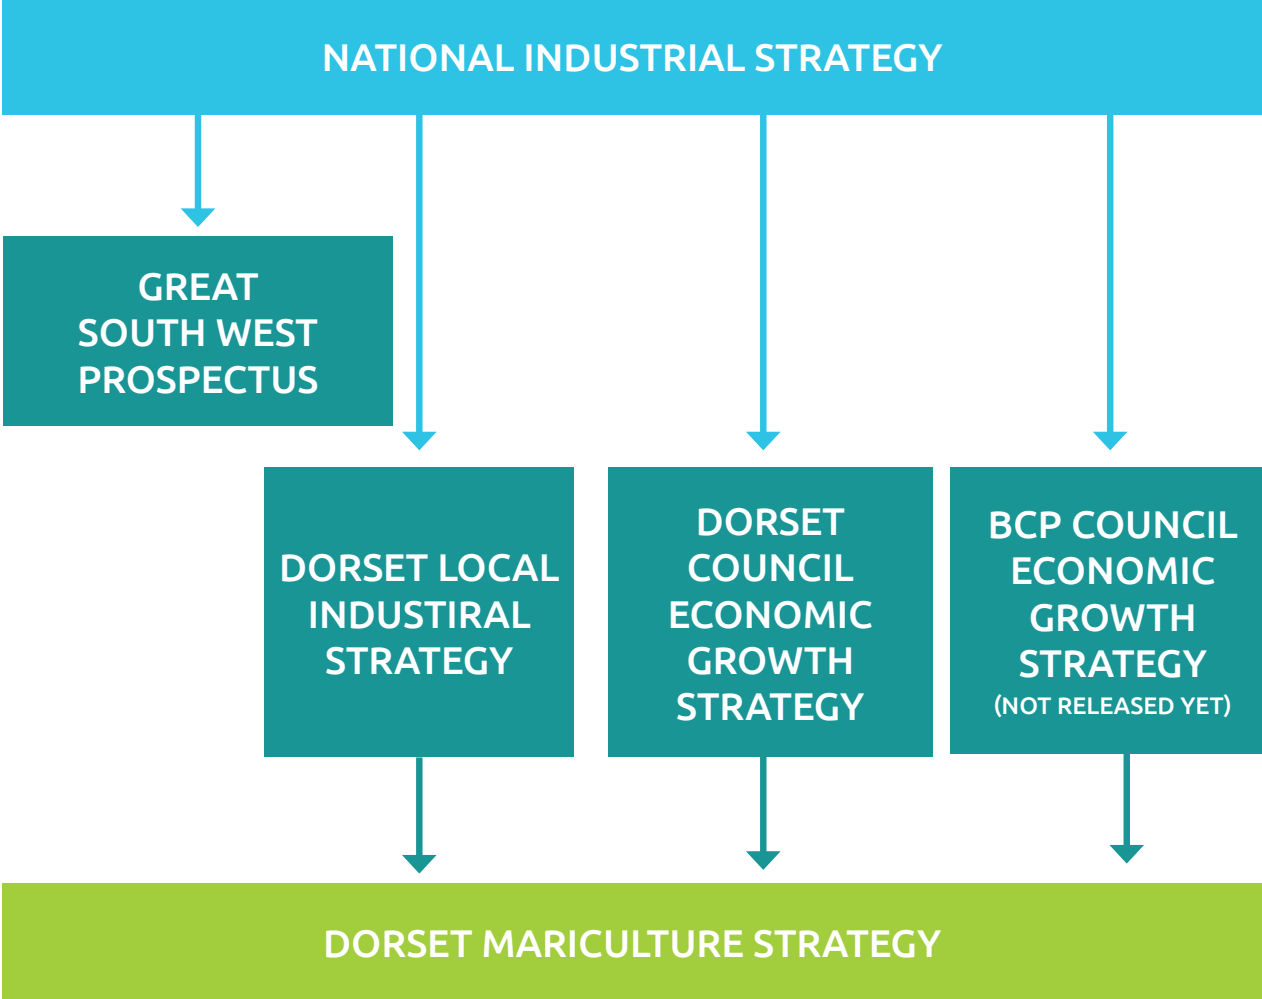 NATIONAL INDUSTRIAL STRATEGY
GREAT
SOUTH WEST
PROSPECTUS
DORSET LOCAL
INDUSTIRAL
STRATEGY
DORSET
COUNCIL
ECONOMIC
GROWTH
STRATEGY
BCP COUNCIL
ECONOMIC
GROWTH
STRATEGY
(NOT RELEASED YET)
DORSET MARICULTURE STRATEGY